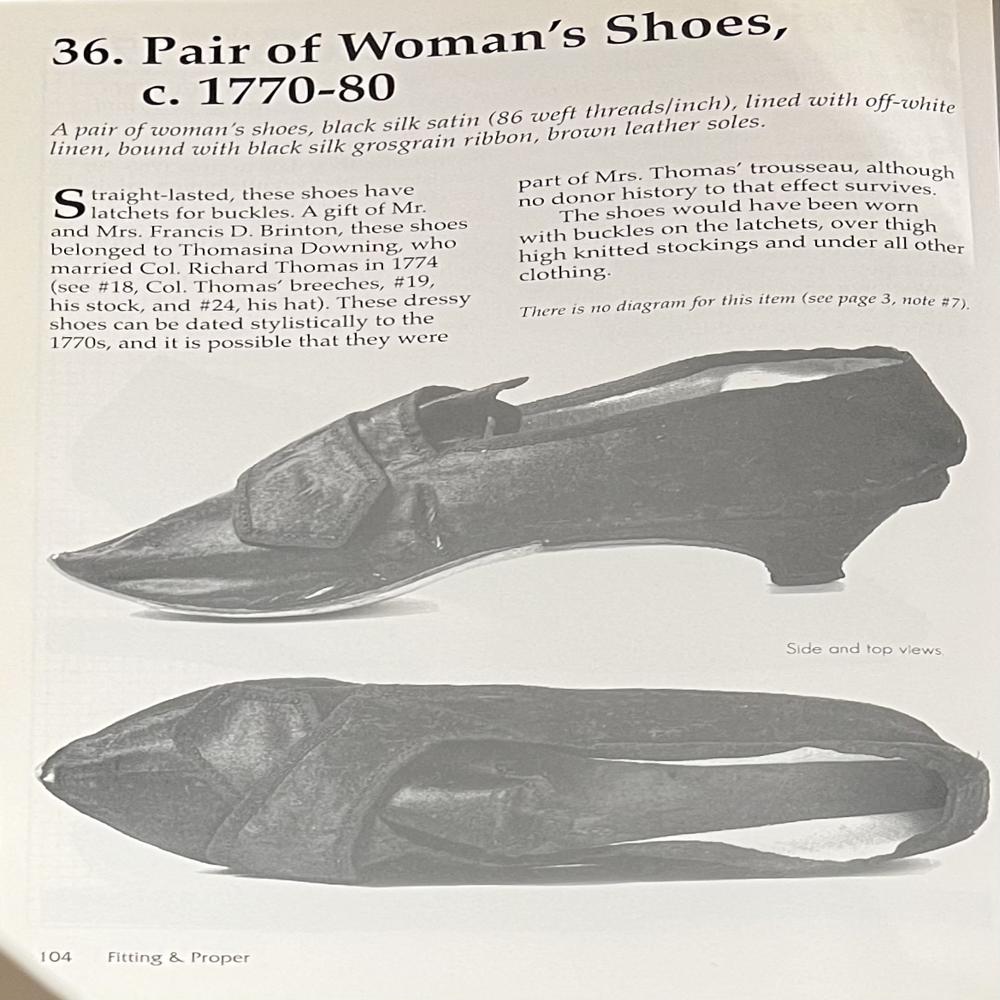 36. Pair of Woman's Shoes,
c. 1770-80
A pair of woman's shoes, black silk satin (86 weft threads/inch), lined with off-white
linen, bound with black silk grosgrain ribbon, brown leather soles.
Straight-lasted, these shoes have
latchets for buckles. A gift of Mr.
and Mrs. Francis D. Brinton, these shoes
belonged to Thomasina Downing, who
married Col. Richard Thomas in 1774
(see #18, Col. Thomas' breeches, #19,
his stock, and #24, his hat). These dressy
shoes can be dated stylistically to the
1770s, and it is possible that they were
part of Mrs. Thomas' trousseau, although
no donor history to that effect survives.
The shoes would have been worn
with buckles on the latchets, over thigh
high knitted stockings and under all other
clothing.
There is no diagram for this item (see page 3, note #7).
Side and top views.
104 Fitting & Proper